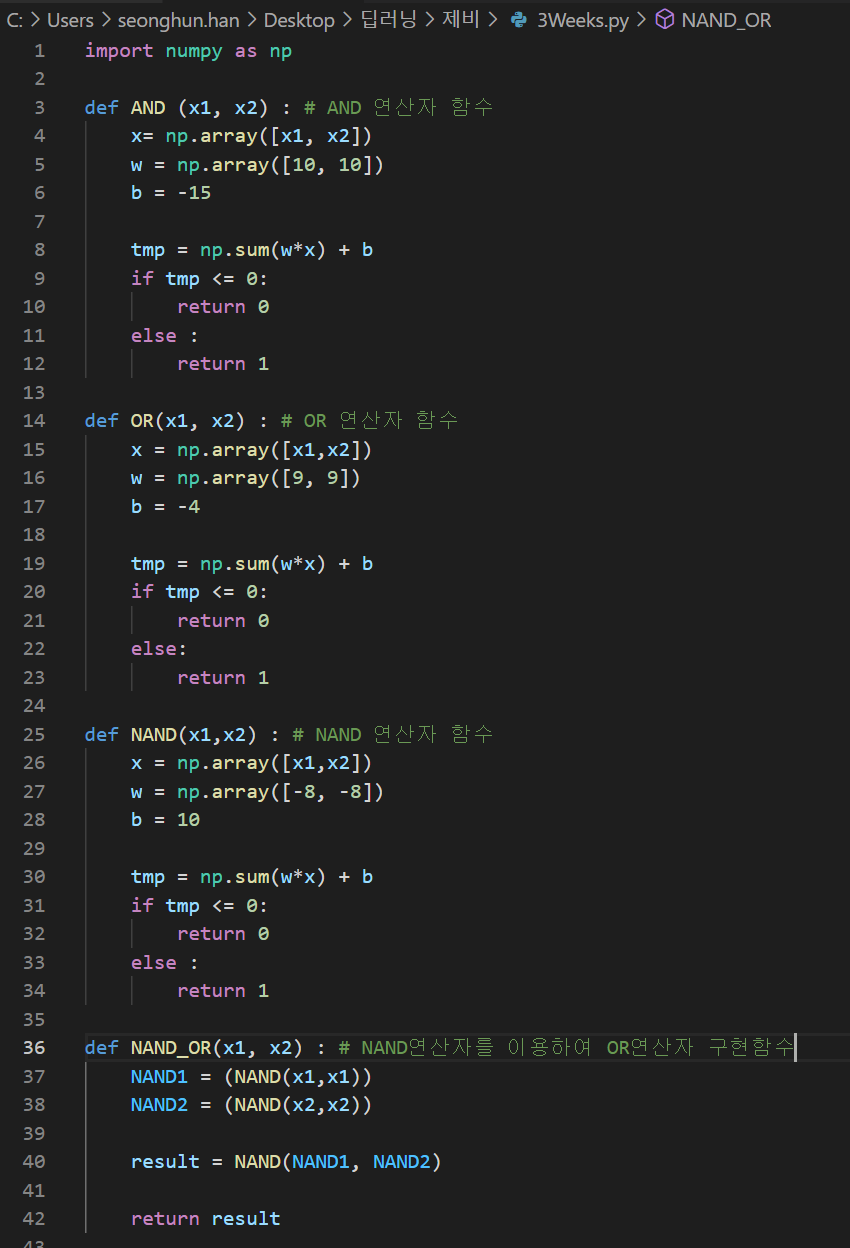 C: > Users > seonghun.han > Desktop > 딥러닝 > 제비 > 3Weeks.py > NAND_OR
1 import numpy as np
2
3 def AND (x1, x2) : # AND 연산자 함수
4     x= np.array([x1, x2])
5     w = np.array([10, 10])
6     b = -15
7
8     tmp = np.sum(w*x) + b
9     if tmp <= 0:
10         return 0
11     else :
12         return 1
13
14 def OR(x1, x2) : # OR 연산자 함수
15     x = np.array([x1,x2])
16     w = np.array([9, 9])
17     b = -4
18
19     tmp = np.sum(w*x) + b
20     if tmp <= 0:
21         return 0
22     else:
23         return 1
24
25 def NAND(x1,x2) : # NAND 연산자 함수
26     x = np.array([x1,x2])
27     w = np.array([-8, -8])
28     b = 10
29
30     tmp = np.sum(w*x) + b
31     if tmp <= 0:
32         return 0
33     else :
34         return 1
35
36 def NAND_OR(x1, x2) : # NAND연산자를 이용하여 OR연산자 구현함수
37     NAND1 = (NAND(x1,x1))
38     NAND2 = (NAND(x2,x2))
39
40     result = NAND(NAND1, NAND2)
41
42     return result
43